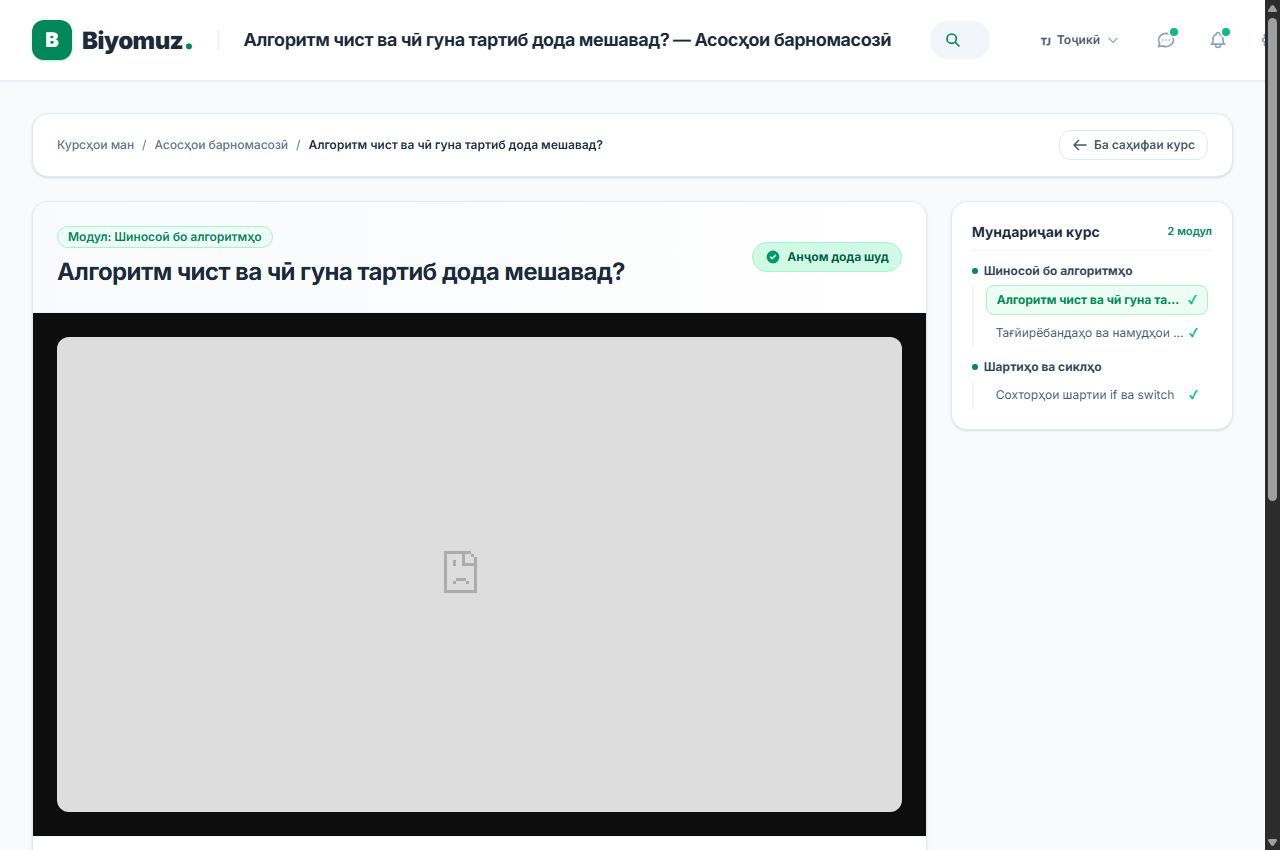 B Biyomuz.
Алгоритм чист ва чӣ гуна тартиб дода мешавад? — Асосҳои барномасозӣ
TJ Тоҷикӣ
Курсҳои ман / Асосҳои барномасозӣ / Алгоритм чист ва чӣ гуна тартиб дода мешавад?
Ба саҳифаи курс
Модул: Шиносоӣ бо алгоритмҳо
Алгоритм чист ва чӣ гуна тартиб дода мешавад?
Анҷом дода шуд
Мундариҷаи курс
2 модул
Шиносоӣ бо алгоритмҳо
Алгоритм чист ва чӣ гуна та...
Тағйирёбандаҳо ва намудҳои ...
Шартиҳо ва сиклҳо
Сохторҳои шартии if ва switch